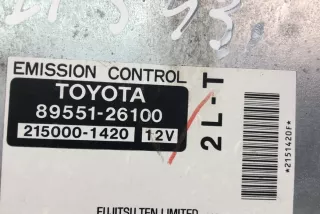 EMISSION CONTROL
TOYOTA
89551-26100
215000-1420 12V
2L-T
*2151420F*
FUJITSU TEN LIMITED